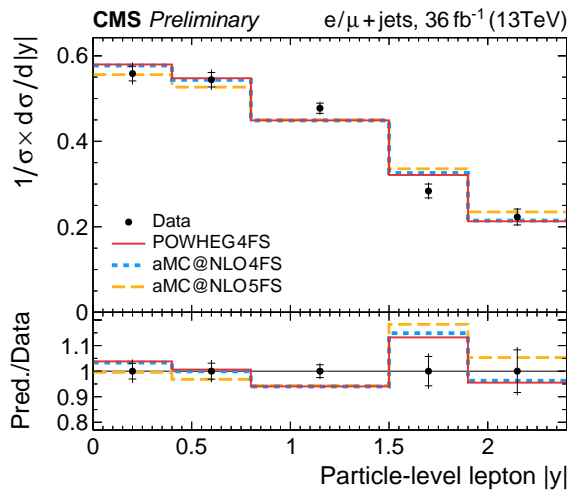 CMS Preliminary e/μ+jets, 36 fb⁻¹ (13TeV)
1/σ× dσ/d|y|
0.6
0.4
0.2
0
Data
POWHEG4FS
aMC@NLO4FS
aMC@NLO5FS
Pred./Data
1.1
1
0.9
0.8
0 0.5 1 1.5 2
Particle-level lepton |y|